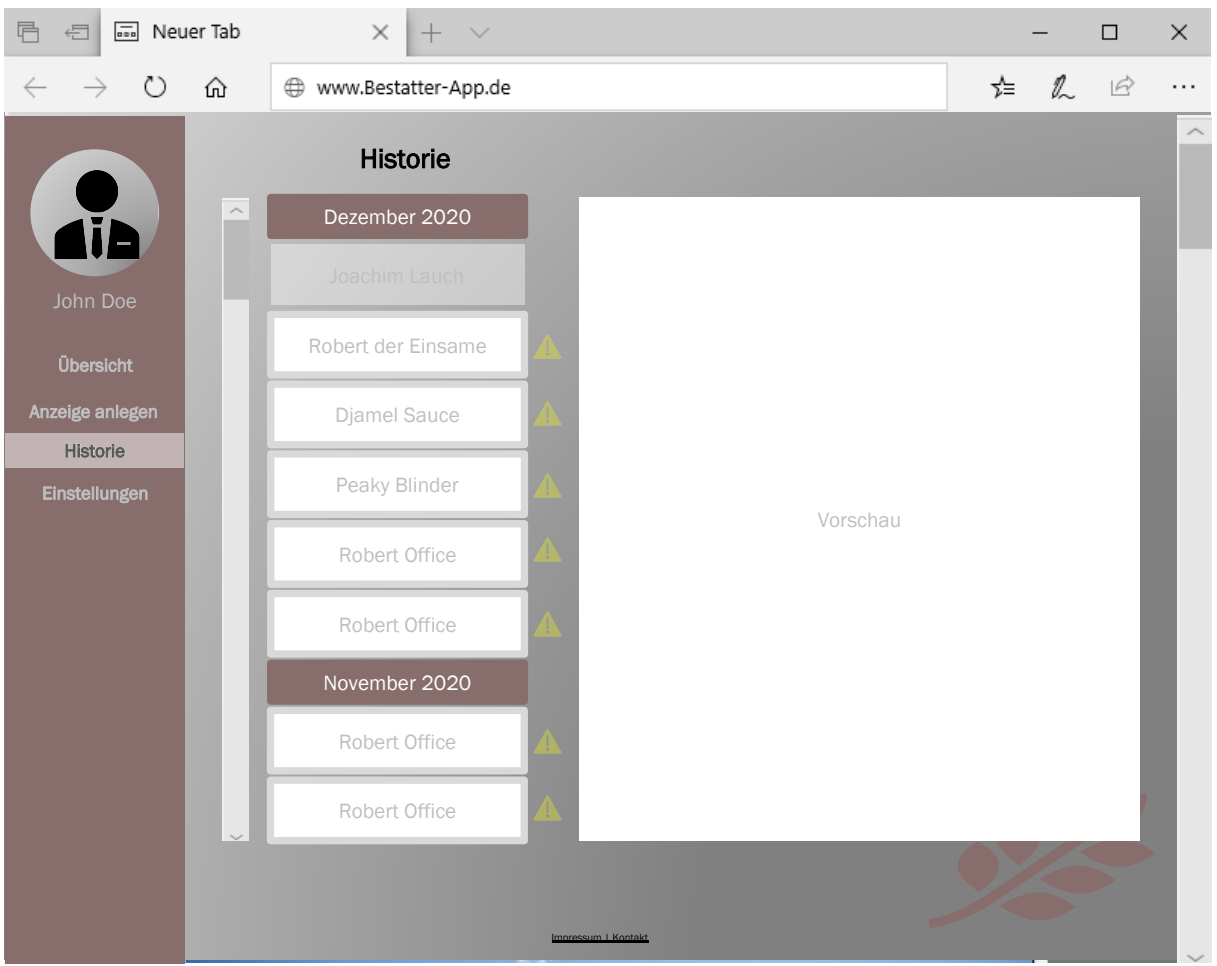 Neuer Tab
www.Bestatter-App.de
John Doe
Übersicht
Anzeige anlegen
Historie
Einstellungen
Historie
Dezember 2020
Joachim Lauch
Robert der Einsame
Djamel Sauce
Peaky Blinder
Robert Office
Robert Office
November 2020
Robert Office
Robert Office
Vorschau
Impressum | Kontakt